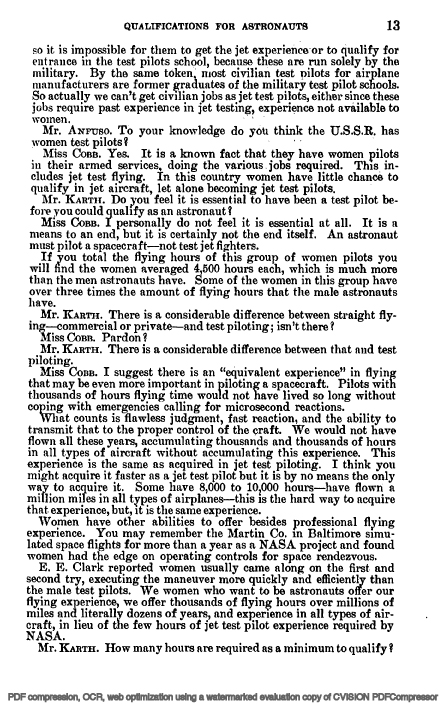 QUALIFICATIONS FOR ASTRONAUTS 13
so it is impossible for them to get the jet experience or to qualify for
entrance in the test pilots school, because these are run solely by the
military. By the same token, most civilian test pilots for airplane
manufacturers are former graduates of the military test pilot schools.
So actually we can't get civilian jobs as jet test pilots, either since these
jobs require past experience in jet testing, experience not available to
women.
Mr. ANFUSO. To your knowledge do you think the U.S.S.R. has
women test pilots?
Miss COBB. Yes. It is a known fact that they have women pilots
in their armed services, doing the various jobs required. This in-
cludes jet test flying. In this country women have little chance to
qualify in jet aircraft, let alone becoming jet test pilots.
Mr. KARTH. Do you feel it is essential to have been a test pilot be-
fore you could qualify as an astronaut?
Miss COBB. I personally do not feel it is essential at all. It is a
means to an end, but it is certainly not the end itself. An astronaut
must pilot a spacecraft—not test jet fighters.
If you total the flying hours of this group of women pilots you
will find the women averaged 4,500 hours each, which is much more
than the men astronauts have. Some of the women in this group have
over three times the amount of flying hours that the male astronauts
have.
Mr. KARTH. There is a considerable difference between straight fly-
ing—commercial or private—and test piloting; isn't there?
Miss COBB. Pardon?
Mr. KARTH. There is a considerable difference between that and test
piloting.
Miss COBB. I suggest there is an "equivalent experience" in flying
that may be even more important in piloting a spacecraft. Pilots with
thousands of hours flying time would not have lived so long without
coping with emergencies calling for microsecond reactions.
What counts is flawless judgment, fast reaction, and the ability to
transmit that to the proper control of the craft. We would not have
flown all these years, accumulating thousands and thousands of hours
in all types of aircraft without accumulating this experience. This
experience is the same as acquired in jet test piloting. I think you
might acquire it faster as a jet test pilot but it is by no means the only
way to acquire it. Some have 8,000 to 10,000 hours—have flown a
million miles in all types of airplanes—this is the hard way to acquire
that experience, but, it is the same experience.
Women have other abilities to offer besides professional flying
experience. You may remember the Martin Co. in Baltimore simu-
lated space flights for more than a year as a NASA project and found
women had the edge on operating controls for space rendezvous.
E. E. Clark reported women usually came along on the first and
second try, executing the maneuver more quickly and efficiently than
the male test pilots. We women who want to be astronauts offer our
flying experience, we offer thousands of flying hours over millions of
miles and literally dozens of years, and experience in all types of air-
craft, in lieu of the few hours of jet test pilot experience required by
NASA.
Mr. KARTH. How many hours are required as a minimum to qualify?
PDF compression, OCR, web optimization using a watermarked evaluation copy of CVISION PDFCompressor